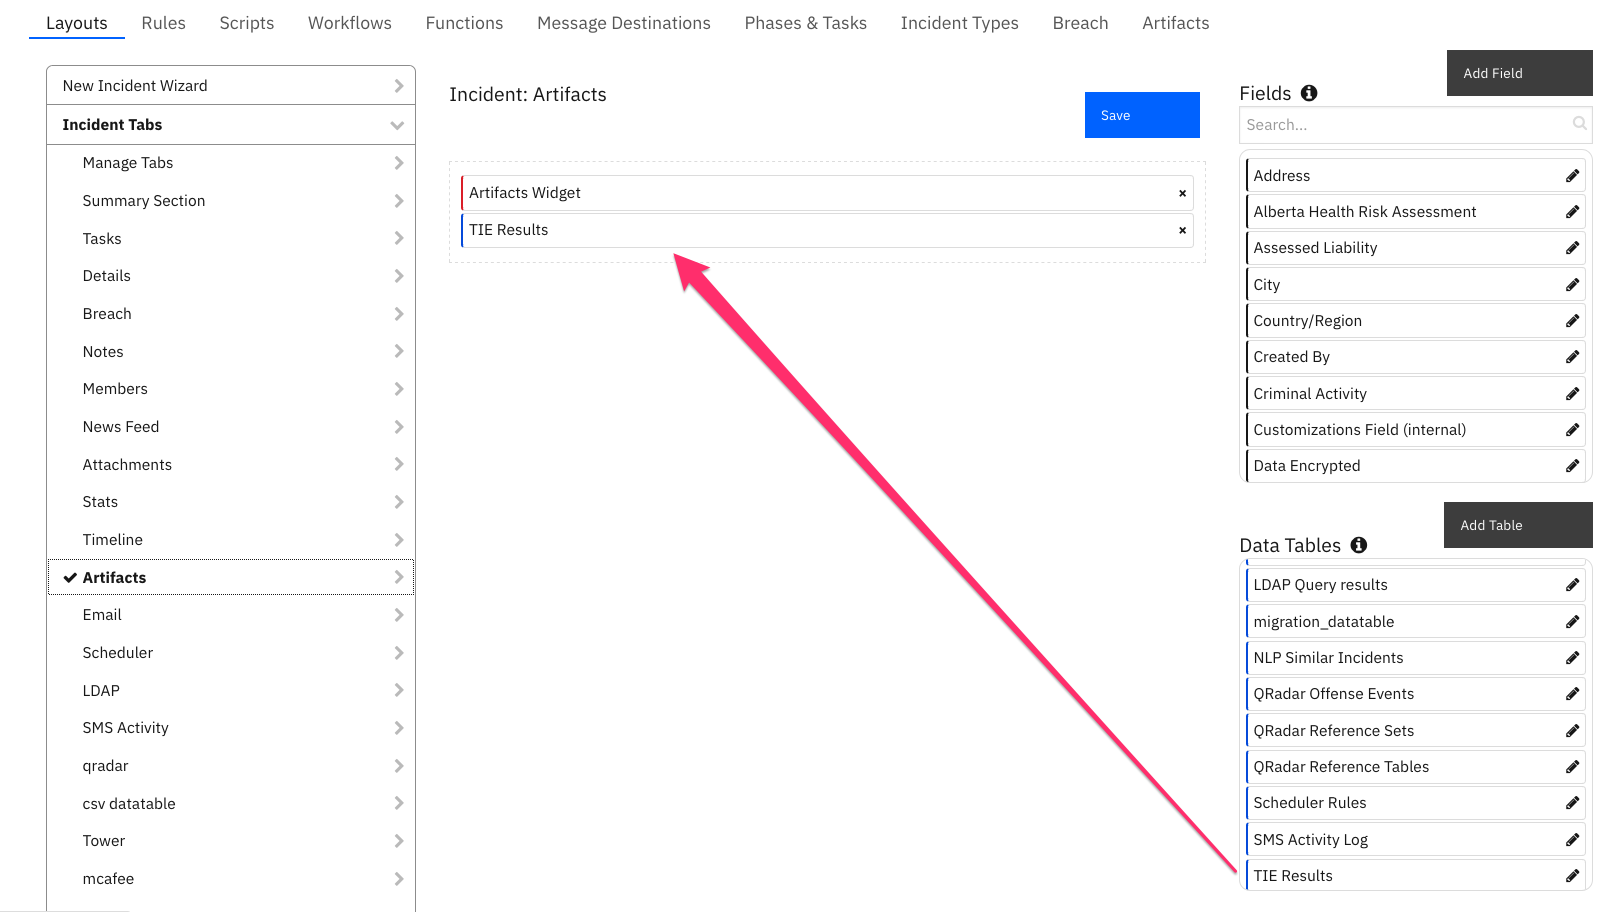 Layouts Rules Scripts Workflows Functions Message Destinations Phases & Tasks Incident Types Breach Artifacts
New Incident Wizard
Incident Tabs
Manage Tabs
Summary Section
Tasks
Details
Breach
Notes
Members
News Feed
Attachments
Stats
Timeline
Artifacts
Email
Scheduler
LDAP
SMS Activity
qradar
csv datatable
Tower
mcafee
Incident: Artifacts
Save
Artifacts Widget
TIE Results
Add Field
Fields
Search...
Address
Alberta Health Risk Assessment
Assessed Liability
City
Country/Region
Created By
Criminal Activity
Customizations Field (internal)
Data Encrypted
Add Table
Data Tables
LDAP Query results
migration_datatable
NLP Similar Incidents
QRadar Offense Events
QRadar Reference Sets
QRadar Reference Tables
Scheduler Rules
SMS Activity Log
TIE Results